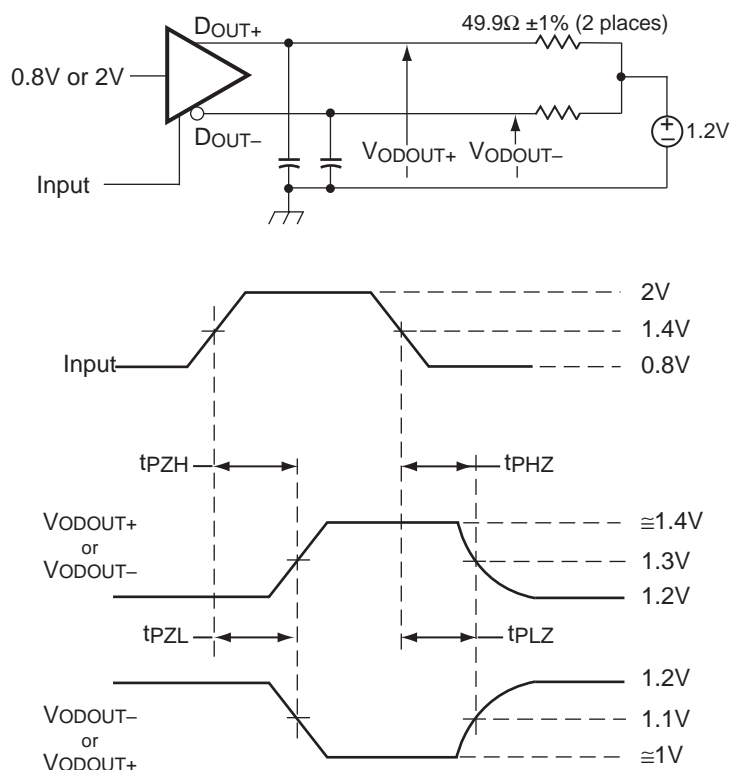 DOUT+
49.9Ω ±1% (2 places)
0.8V or 2V
DOUT–
VODOUT+
VODOUT–
1.2V
Input
2V
1.4V
Input
0.8V
tPZH
tPHZ
VODOUT+
or
VODOUT–
≅1.4V
1.3V
1.2V
tPZL
tPLZ
VODOUT–
or
VODOUT+
1.2V
1.1V
≅1V